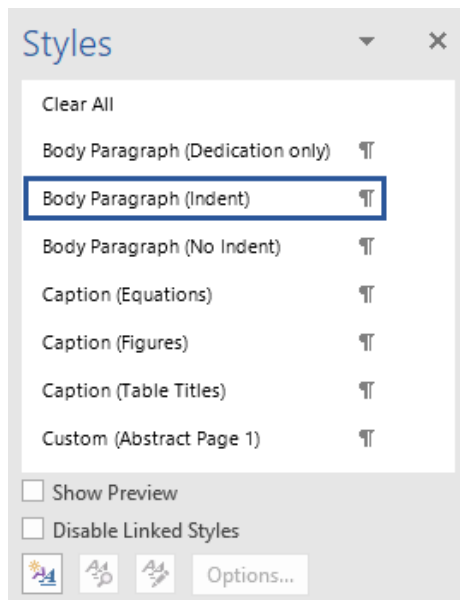 Styles
Clear All
Body Paragraph (Dedication only) ¶
Body Paragraph (Indent) ¶
Body Paragraph (No Indent) ¶
Caption (Equations) ¶
Caption (Figures) ¶
Caption (Table Titles) ¶
Custom (Abstract Page 1) ¶
Show Preview
Disable Linked Styles
Options...